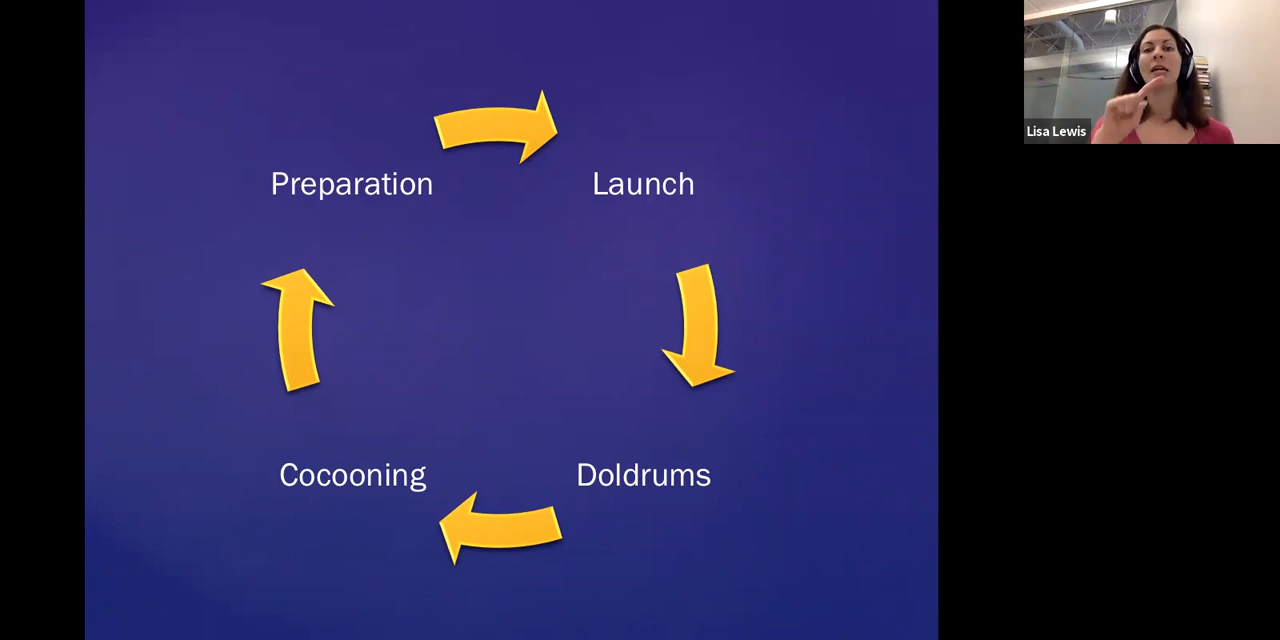 Preparation
Launch
Cocooning
Doldrums
Lisa Lewis